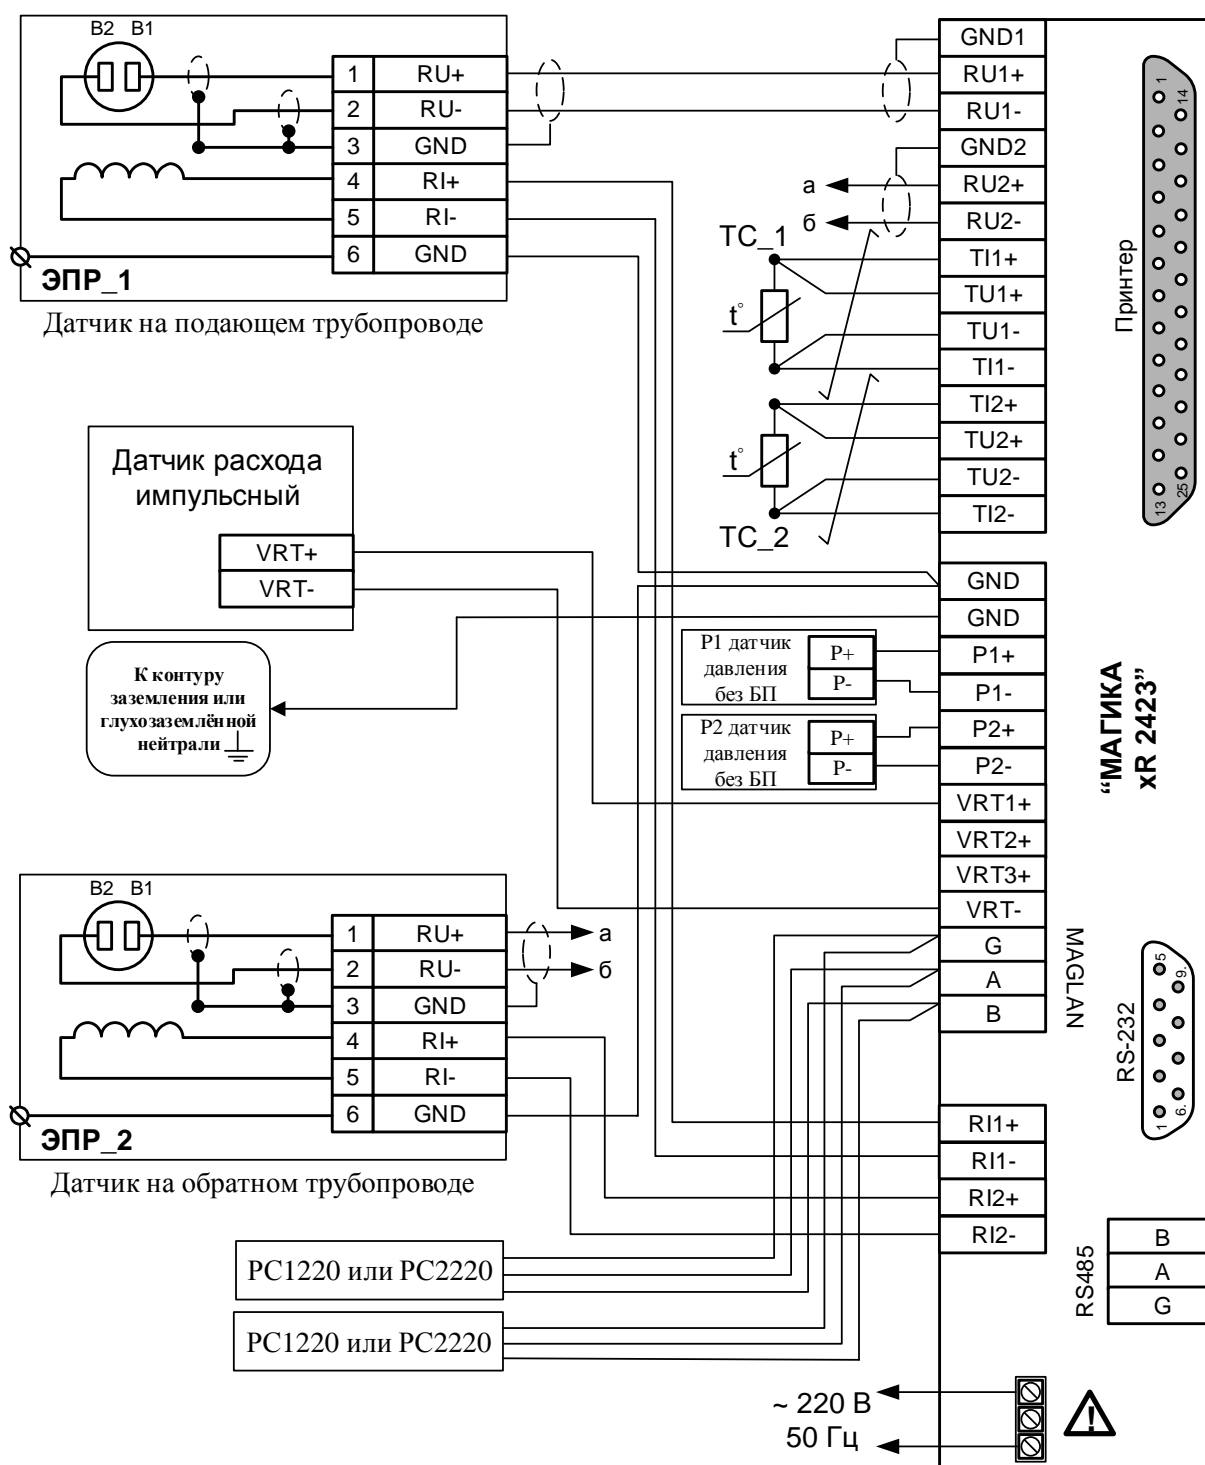 B2 B1
1 RU+
2 RU-
3 GND
4 RI+
5 RI-
6 GND
ЭПР_1
Датчик на подающем трубопроводе
Датчик расхода
импульсный
VRT+
VRT-
К контуру
заземления или
глухозаземлённой
нейтрали
B2 B1
1 RU+
2 RU-
3 GND
4 RI+
5 RI-
6 GND
ЭПР_2
Датчик на обратном трубопроводе
а
б
PC1220 или PC2220
PC1220 или PC2220
а
б
ТС_1
t°
t°
ТС_2
P1 датчик
давления
без БП
P+
P-
P2 датчик
давления
без БП
P+
P-
GND1
RU1+
RU1-
GND2
RU2+
RU2-
TI1+
TU1+
TU1-
TI1-
TI2+
TU2+
TU2-
TI2-
GND
GND
P1+
P1-
P2+
P2-
VRT1+
VRT2+
VRT3+
VRT-
G
A
B
RI1+
RI1-
RI2+
RI2-
~ 220 В
50 Гц
Принтер
1
14
13
25
“МАГИКА
xR 2423”
MAGLAN
RS-232
5
9.
1
6.
RS485
B
A
G
!